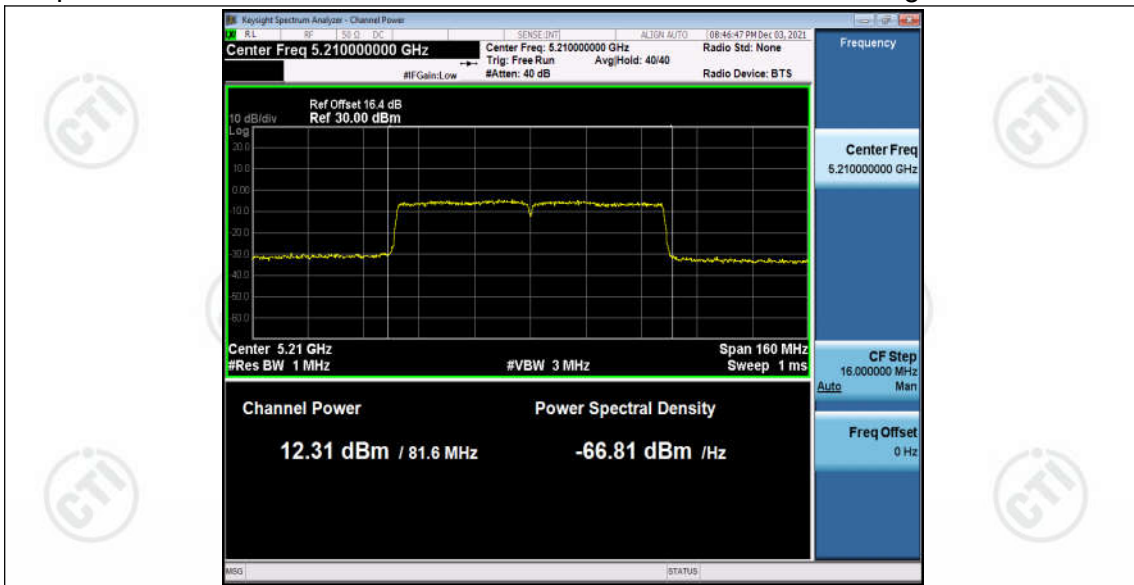 Keysight Spectrum Analyzer - Channel Power
RL RF 50 Ω DC SENSE:INT ALIGN AUTO 08:46:47 PM Dec 03, 2021
Center Freq 5.210000000 GHz
Center Freq: 5.210000000 GHz
Radio Std: None
Trig: Free Run Avg|Hold: 40/40
#IFGain:Low #Atten: 40 dB Radio Device: BTS
Ref Offset 16.4 dB
10 dB/div Ref 30.00 dBm
Log
20.0
10.0
0.00
-10.0
-20.0
-30.0
-40.0
-50.0
-60.0
Center 5.21 GHz Span 160 MHz
#Res BW 1 MHz #VBW 3 MHz Sweep 1 ms
Channel Power Power Spectral Density
12.31 dBm / 81.6 MHz -66.81 dBm /Hz
MSG STATUS
Frequency
Center Freq
5.210000000 GHz
CF Step
16.000000 MHz
Auto Man
Freq Offset
0 Hz
CTI
CTI
CTI
CTI